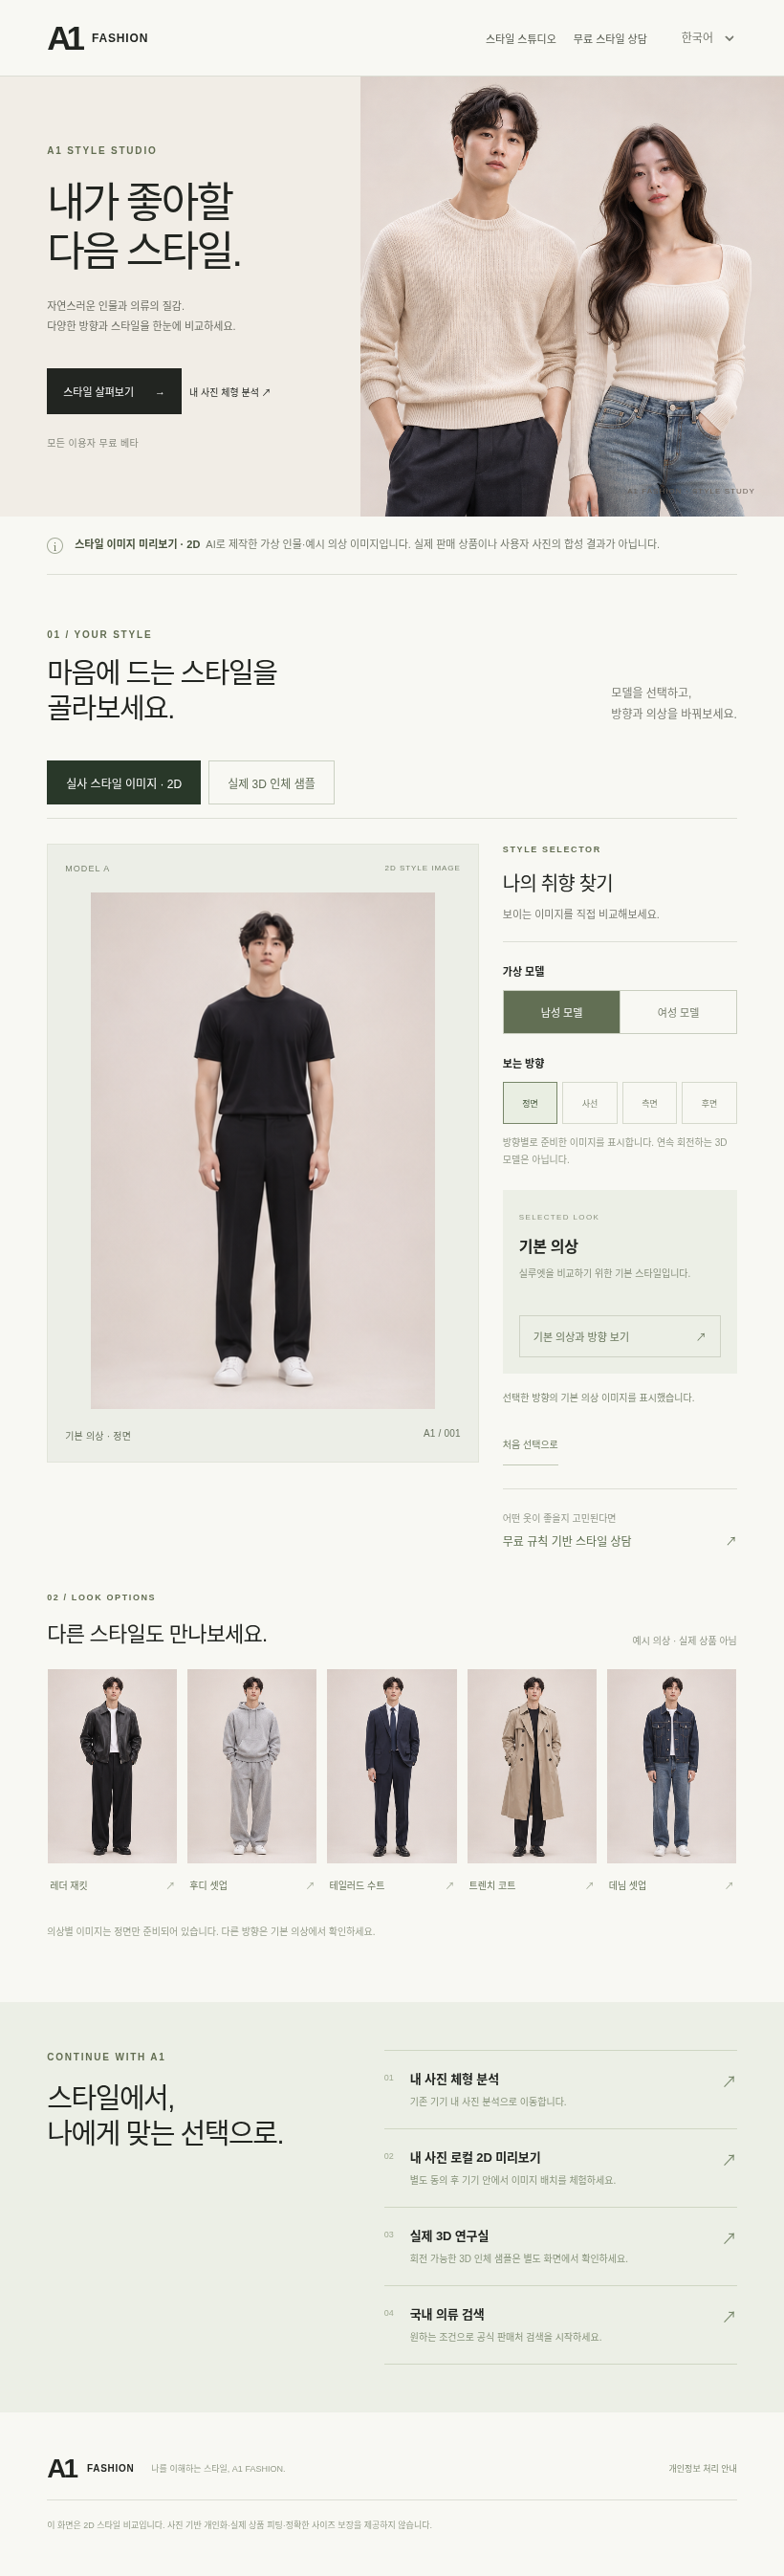 A1 FASHION
스타일 스튜디오
무료 스타일 상담
한국어
A1 STYLE STUDIO
내가 좋아할
다음 스타일.
자연스러운 인물과 의류의 질감.
다양한 방향과 스타일을 한눈에 비교하세요.
스타일 살펴보기 →
내 사진 체형 분석 ↗
모든 이용자 무료 베타
STYLE STUDY
스타일 이미지 미리보기 · 2D AI로 제작한 가상 인물·예시 의상 이미지입니다. 실제 판매 상품이나 사용자 사진의 합성 결과가 아닙니다.
01 / YOUR STYLE
마음에 드는 스타일을
골라보세요.
모델을 선택하고,
방향과 의상을 바꿔보세요.
실사 스타일 이미지 · 2D
실제 3D 인체 샘플
MODEL A
2D STYLE IMAGE
기본 의상 · 정면
A1 / 001
STYLE SELECTOR
나의 취향 찾기
보이는 이미지를 직접 비교해보세요.
가상 모델
남성 모델
여성 모델
보는 방향
정면
사선
측면
후면
방향별로 준비한 이미지를 표시합니다. 연속 회전하는 3D
모델은 아닙니다.
SELECTED LOOK
기본 의상
실루엣을 비교하기 위한 기본 스타일입니다.
기본 의상과 방향 보기 ↗
선택한 방향의 기본 의상 이미지를 표시했습니다.
처음 선택으로
어떤 옷이 좋을지 고민된다면
무료 규칙 기반 스타일 상담 ↗
02 / LOOK OPTIONS
다른 스타일도 만나보세요.
예시 의상 · 실제 상품 아님
레더 재킷 ↗
후디 셋업 ↗
테일러드 수트 ↗
트렌치 코트 ↗
데님 셋업 ↗
의상별 이미지는 정면만 준비되어 있습니다. 다른 방향은 기본 의상에서 확인하세요.
CONTINUE WITH A1
스타일에서,
나에게 맞는 선택으로.
01 내 사진 체형 분석 ↗
기존 기기 내 사진 분석으로 이동합니다.
02 내 사진 로컬 2D 미리보기 ↗
별도 동의 후 기기 안에서 이미지 배치를 체험하세요.
03 실제 3D 연구실 ↗
회전 가능한 3D 인체 샘플은 별도 화면에서 확인하세요.
04 국내 의류 검색 ↗
원하는 조건으로 공식 판매처 검색을 시작하세요.
A1 FASHION 나를 이해하는 스타일, A1 FASHION.
개인정보 처리 안내
이 화면은 2D 스타일 비교입니다. 사진 기반 개인화·실제 상품 피팅·정확한 사이즈 보장을 제공하지 않습니다.